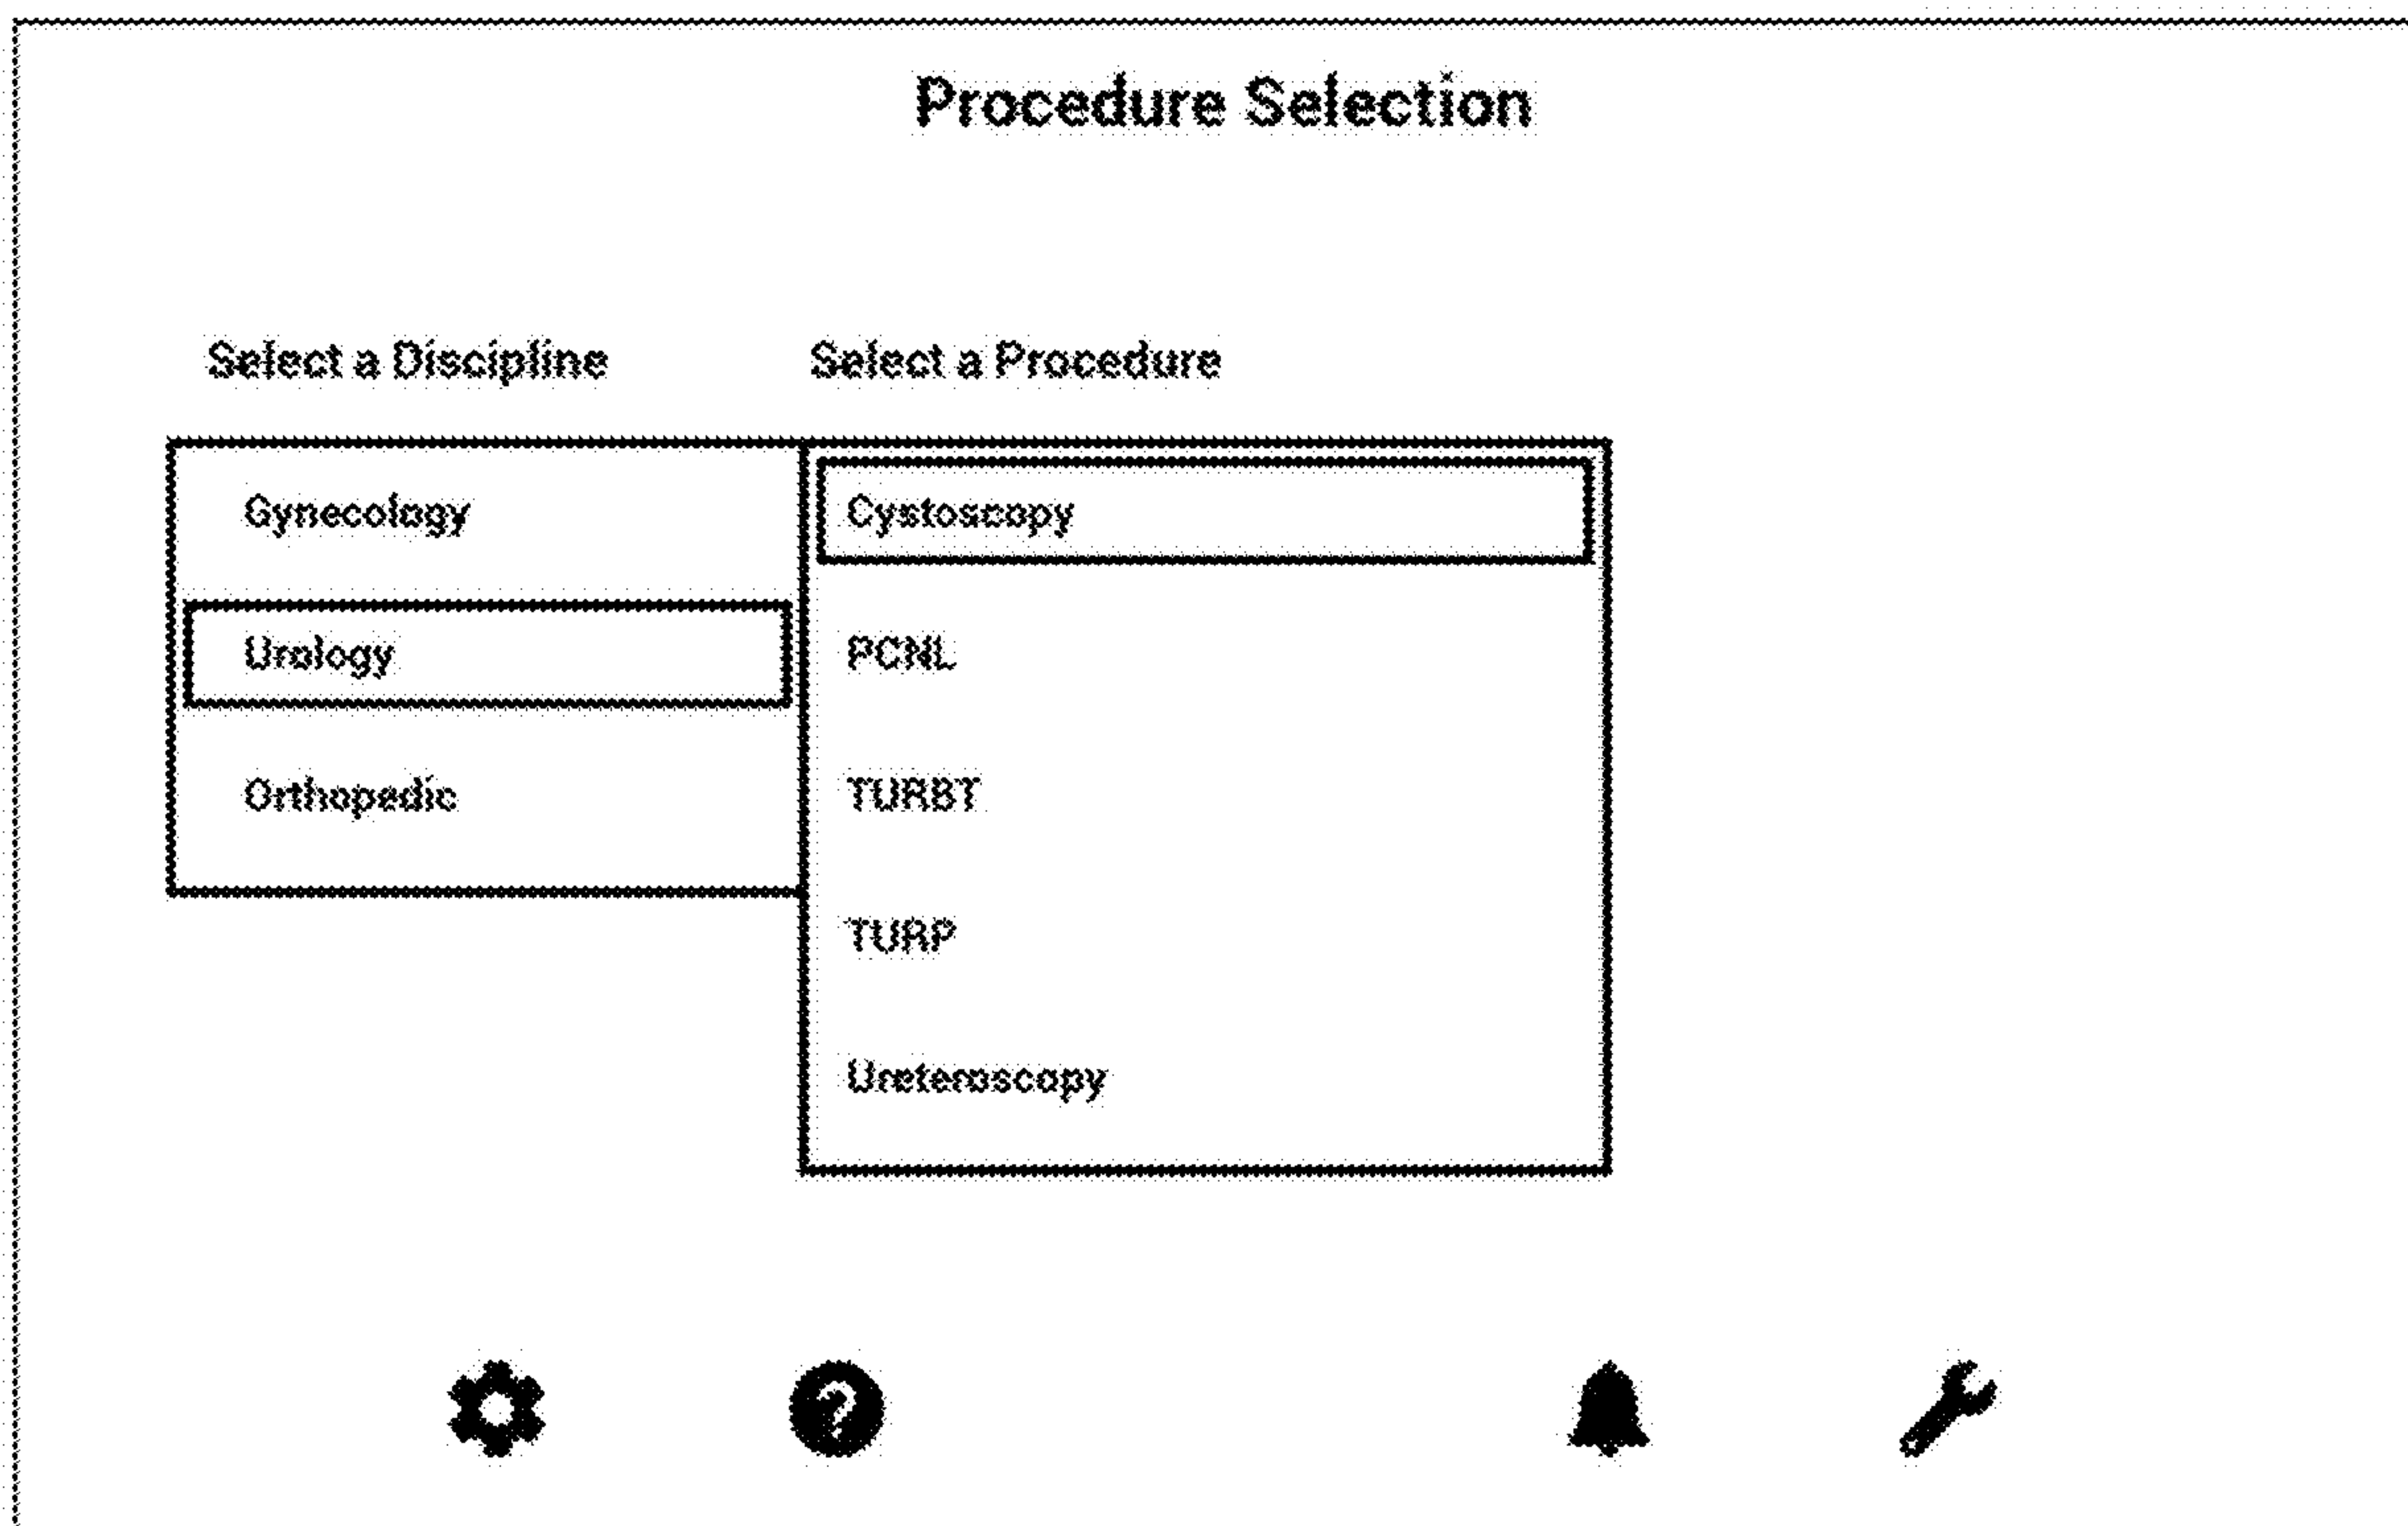 Procedure Selection
Select a Discipline
Select a Procedure
Gynecology
Urology
Orthopedic
Cystoscopy
PCNL
TURBT
TURP
Ureteroscopy
?